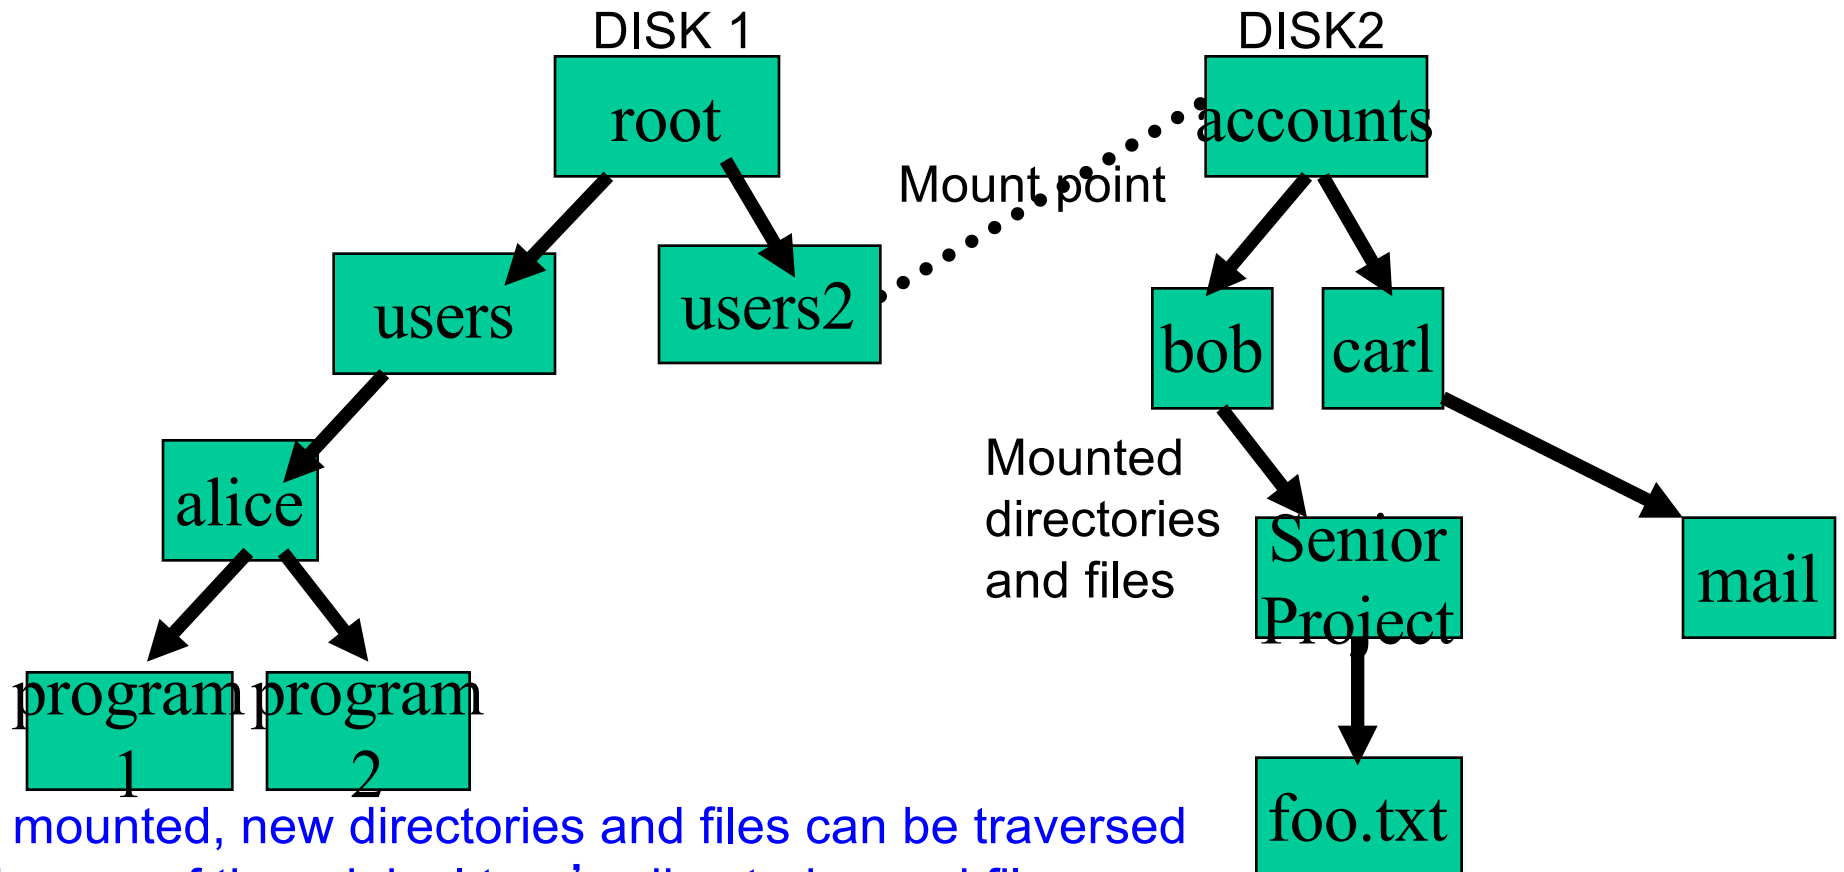 DISK 1
DISK2
root
accounts
Mount point
users
users2
bob
carl
alice
Mounted
directories
and files
Senior
Project
mail
program
1
program
2
foo.txt
mounted, new directories and files can be traversed